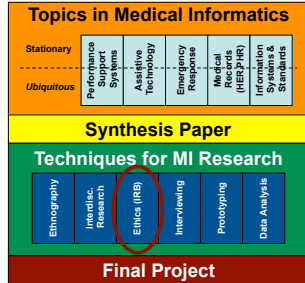 Topics in Medical Informatics
Stationary
Ubiquitous
Performance
Support
Systems
Assistive
Technology
Emergency
Response
Medical
Records
(HER,PHR)
Information
Systems &
Standards
Synthesis Paper
Techniques for MI Research
Ethnography
Interdisc.
Research
Ethics (IRB)
Interviewing
Prototyping
Data Analysis
Final Project